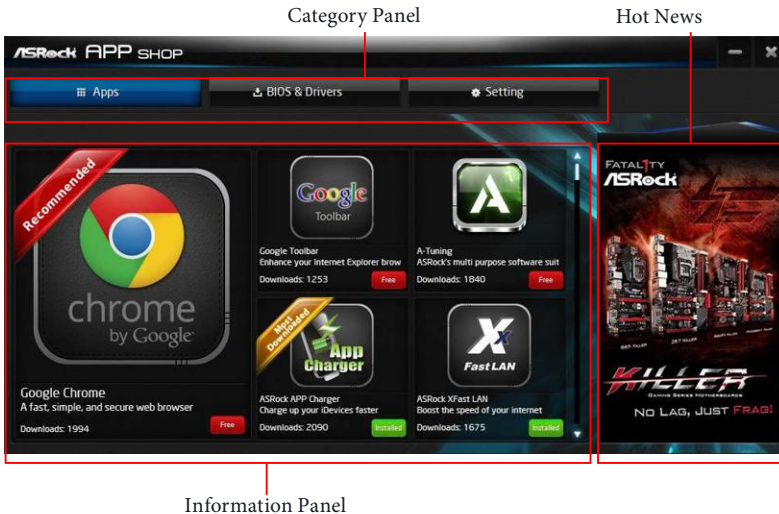 Category Panel
Hot News
ASRock APP SHOP
Apps
BIOS & Drivers
Setting
Recommended
chrome
by Google
Google Chrome
A fast, simple, and secure web browser
Downloads: 1994
Free
Google
Toolbar
Google Toolbar
Enhance your Internet Explorer brow
Downloads: 1253
Free
A-Tuning
ASRock's multi purpose software suit
Downloads: 1840
Free
Most
Downloaded
App
Charger
ASRock APP Charger
Charge up your iDevices faster
Downloads: 2090
Installed
Fast LAN
ASRock XFast LAN
Boost the speed of your internet
Downloads: 1675
Installed
FATAL1TY
ASRock
KILLER
GAMING SERIES MOTHERBOARDS
NO LAG, JUST FRAG!
Information Panel